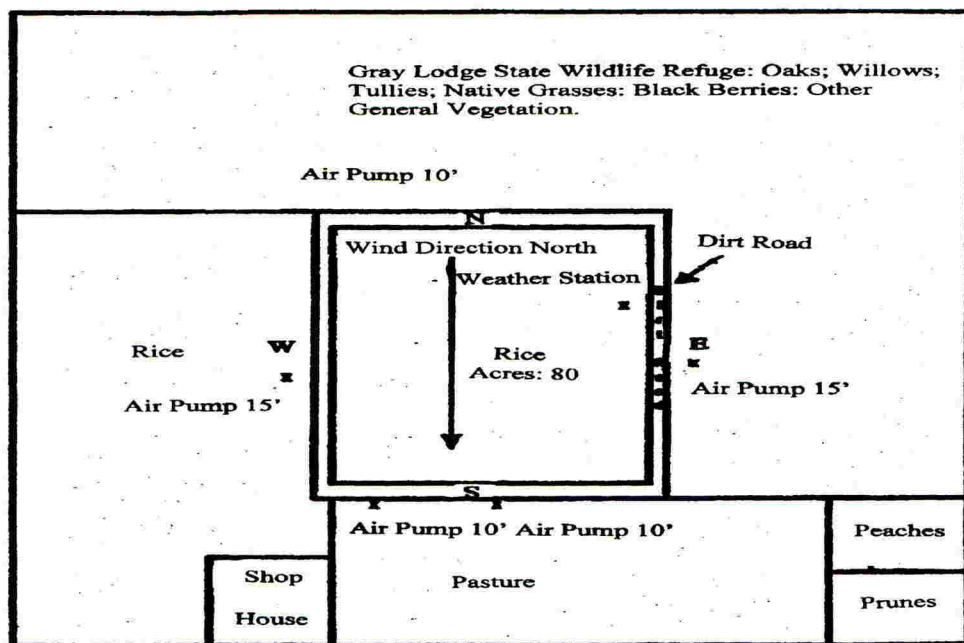 Gray Lodge State Wildlife Refuge: Oaks; Willows;
Tullies; Native Grasses: Black Berries: Other
General Vegetation.
Air Pump 10'
N
Wind Direction North
Dirt Road
Weather Station
W
E
Rice
Rice
Acres: 80
Air Pump 15'
Air Pump 15'
S
Air Pump 10' Air Pump 10'
Peaches
Shop
Pasture
Prunes
House